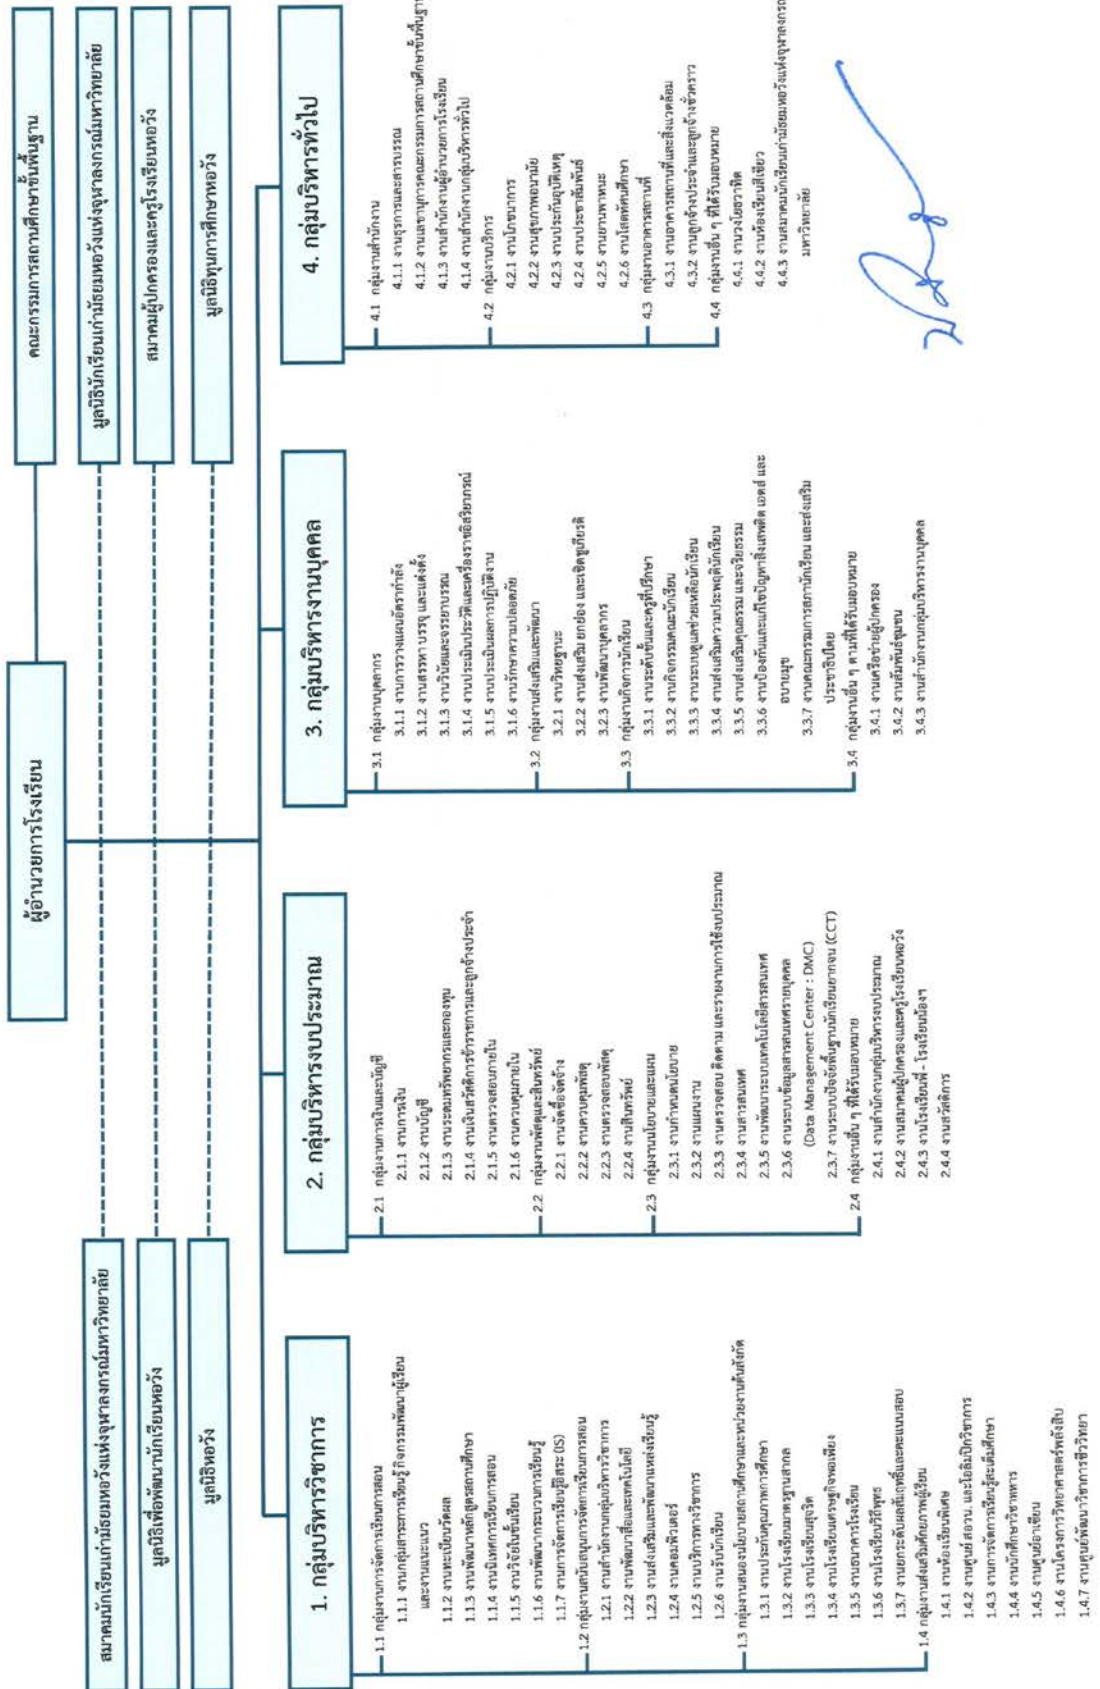 ผู้อำนวยการโรงเรียน
คณะกรรมการสถานศึกษาขั้นพื้นฐาน
สมาคมนักเรียนเก่ามัธยมหอวังแห่งจุฬาลงกรณ์มหาวิทยาลัย
มูลนิธินักเรียนเก่ามัธยมหอวังแห่งจุฬาลงกรณ์มหาวิทยาลัย
มูลนิธิเพื่อพัฒนานักเรียนหอวัง
สมาคมผู้ปกครองและครูโรงเรียนหอวัง
มูลนิธิหอวัง
มูลนิธิทุนการศึกษาหอวัง
1. กลุ่มบริหารวิชาการ
1.1 กลุ่มงานการจัดการเรียนการสอน
1.1.1 งานกลุ่มสาระการเรียนรู้ กิจกรรมพัฒนาผู้เรียน
และงานแนะแนว
1.1.2 งานทะเบียนวัดผล
1.1.3 งานพัฒนาหลักสูตรสถานศึกษา
1.1.4 งานนิเทศการเรียนการสอน
1.1.5 งานวิจัยในชั้นเรียน
1.1.6 งานพัฒนากระบวนการเรียนรู้
1.1.7 งานการจัดการเรียนรู้อิสระ (IS)
1.2 กลุ่มงานสนับสนุนการจัดการเรียนการสอน
1.2.1 งานสำนักงานกลุ่มบริหารวิชาการ
1.2.2 งานพัฒนาสื่อและเทคโนโลยี
1.2.3 งานส่งเสริมและพัฒนาแหล่งเรียนรู้
1.2.4 งานคอมพิวเตอร์
1.2.5 งานบริการทางวิชาการ
1.2.6 งานรับนักเรียน
1.3 กลุ่มงานสนองนโยบายสถานศึกษาและหน่วยงานต้นสังกัด
1.3.1 งานประกันคุณภาพการศึกษา
1.3.2 งานโรงเรียนมาตรฐานสากล
1.3.3 งานโรงเรียนสุจริต
1.3.4 งานโรงเรียนเศรษฐกิจพอเพียง
1.3.5 งานธนาคารโรงเรียน
1.3.6 งานโรงเรียนวิถีพุทธ
1.3.7 งานยกระดับผลสัมฤทธิ์และคะแนนสอบ
1.4 กลุ่มงานส่งเสริมศักยภาพผู้เรียน
1.4.1 งานห้องเรียนพิเศษ
1.4.2 งานศูนย์ สอวน. และโอลิมปิกวิชาการ
1.4.3 งานการจัดการเรียนรู้สะเต็มศึกษา
1.4.4 งานนักศึกษาวิชาทหาร
1.4.5 งานศูนย์อาเซียน
1.4.6 งานโครงการวิทยาศาสตร์พลังสิบ
1.4.7 งานศูนย์พัฒนาวิชาการชีววิทยา
2. กลุ่มบริหารงบประมาณ
2.1 กลุ่มงานการเงินและบัญชี
2.1.1 งานการเงิน
2.1.2 งานบัญชี
2.1.3 งานระดมทรัพยากรและกองทุน
2.1.4 งานเงินสวัสดิการข้าราชการและลูกจ้างประจำ
2.1.5 งานตรวจสอบภายใน
2.1.6 งานควบคุมภายใน
2.2 กลุ่มงานพัสดุและสินทรัพย์
2.2.1 งานจัดซื้อจัดจ้าง
2.2.2 งานควบคุมพัสดุ
2.2.3 งานตรวจสอบพัสดุ
2.2.4 งานสินทรัพย์
2.3 กลุ่มงานนโยบายและแผน
2.3.1 งานกำหนดนโยบาย
2.3.2 งานแผนงาน
2.3.3 งานตรวจสอบ ติดตาม และรายงานการใช้งบประมาณ
2.3.4 งานสารสนเทศ
2.3.5 งานพัฒนาระบบเทคโนโลยีสารสนเทศ
2.3.6 งานระบบข้อมูลสารสนเทศรายบุคคล
(Data Management Center : DMC)
2.3.7 งานระบบปัจจัยพื้นฐานนักเรียนยากจน (CCT)
2.4 กลุ่มงานอื่น ๆ ที่ได้รับมอบหมาย
2.4.1 งานสำนักงานกลุ่มบริหารงบประมาณ
2.4.2 งานสมาคมผู้ปกครองและครูโรงเรียนหอวัง
2.4.3 งานโรงเรียนพี่ - โรงเรียนน้องฯ
2.4.4 งานสวัสดิการ
3. กลุ่มบริหารงานบุคคล
3.1 กลุ่มงานบุคลากร
3.1.1 งานการวางแผนอัตรากำลัง
3.1.2 งานสรรหา บรรจุ และแต่งตั้ง
3.1.3 งานวินัยและจรรยาบรรณ
3.1.4 งานประเมินประวัติและเครื่องราชอิสริยาภรณ์
3.1.5 งานประเมินผลการปฏิบัติงาน
3.1.6 งานรักษาความปลอดภัย
3.2 กลุ่มงานส่งเสริมและพัฒนา
3.2.1 งานวิทยฐานะ
3.2.2 งานส่งเสริม ยกย่อง และเชิดชูเกียรติ
3.2.3 งานพัฒนาบุคลากร
3.3 กลุ่มงานกิจการนักเรียน
3.3.1 งานระดับชั้นและครูที่ปรึกษา
3.3.2 งานกิจกรรมคณะนักเรียน
3.3.3 งานระบบดูแลช่วยเหลือนักเรียน
3.3.4 งานส่งเสริมความประพฤตินักเรียน
3.3.5 งานส่งเสริมคุณธรรม และจริยธรรม
3.3.6 งานป้องกันและแก้ไขปัญหาสิ่งเสพติด เอดส์ และ
อบายมุข
3.3.7 งานคณะกรรมการสภานักเรียน และส่งเสริม
ประชาธิปไตย
3.4 กลุ่มงานอื่น ๆ ตามที่ได้รับมอบหมาย
3.4.1 งานเครือข่ายผู้ปกครอง
3.4.2 งานสัมพันธ์ชุมชน
3.4.3 งานสำนักงานกลุ่มบริหารงานบุคคล
4. กลุ่มบริหารทั่วไป
4.1 กลุ่มงานสำนักงาน
4.1.1 งานธุรการและสารบรรณ
4.1.2 งานเลขานุการคณะกรรมการสถานศึกษาขั้นพื้นฐาน
4.1.3 งานสำนักงานผู้อำนวยการโรงเรียน
4.1.4 งานสำนักงานกลุ่มบริหารทั่วไป
4.2 กลุ่มงานบริการ
4.2.1 งานโภชนาการ
4.2.2 งานสุขภาพอนามัย
4.2.3 งานประกันอุบัติเหตุ
4.2.4 งานประชาสัมพันธ์
4.2.5 งานยานพาหนะ
4.2.6 งานโสตทัศนศึกษา
4.3 กลุ่มงานอาคารสถานที่
4.3.1 งานอาคารสถานที่และสิ่งแวดล้อม
4.3.2 งานลูกจ้างประจำและลูกจ้างชั่วคราว
4.4 กลุ่มงานอื่น ๆ ที่ได้รับมอบหมาย
4.4.1 งานวงโยธวาทิต
4.4.2 งานห้องเรียนสีเขียว
4.4.3 งานสมาคมนักเรียนเก่ามัธยมหอวังแห่งจุฬาลงกรณ์
มหาวิทยาลัย